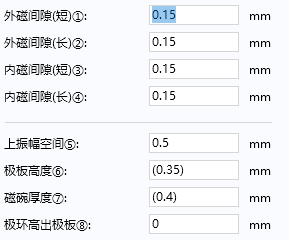 外磁间隙(短)①: 0.15 mm
外磁间隙(长)②: 0.15 mm
内磁间隙(短)③: 0.15 mm
内磁间隙(长)④: 0.15 mm
上振幅空间⑤: 0.5 mm
极板高度⑥: (0.35) mm
磁碗厚度⑦: (0.4) mm
极环高出极板⑧: 0 mm